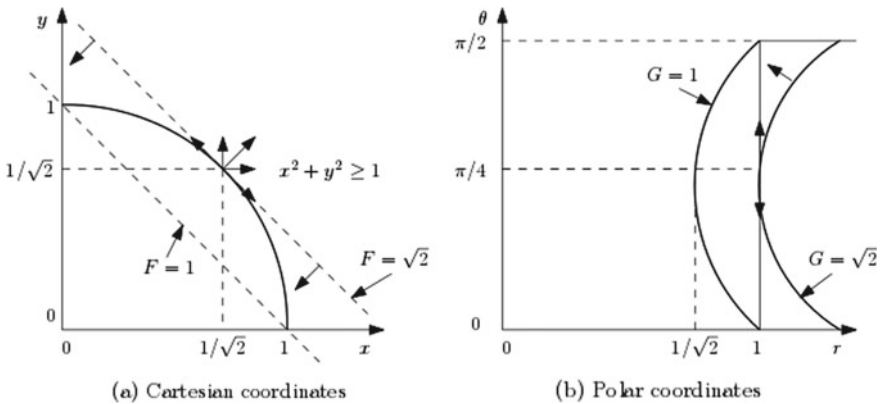 y
1
1/√2
0
0
1/√2
1
x
x² + y² ≥ 1
F = 1
F = √2
(a) Cartesian coordinates
θ
π/2
π/4
0
0
1/√2
1
r
G = 1
G = √2
(b) Polar coordinates